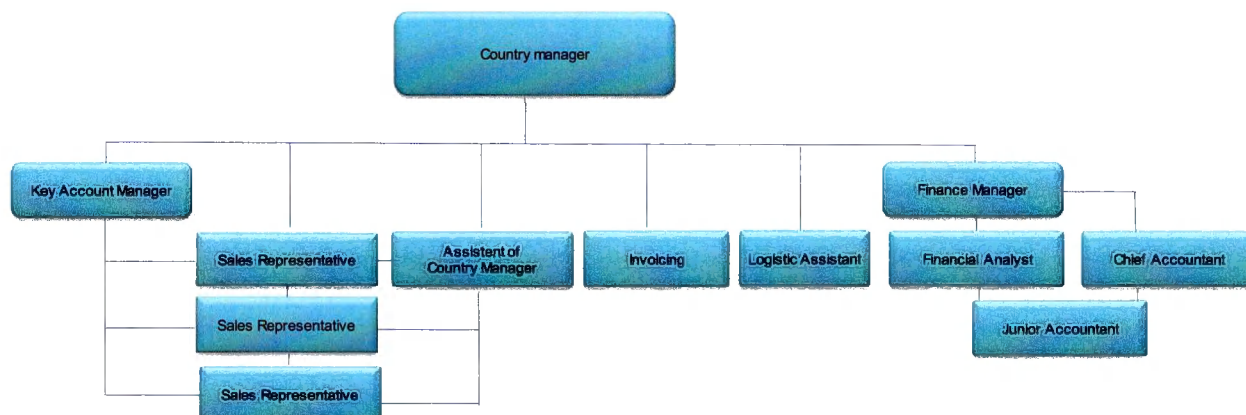 Country manager
Key Account Manager
Finance Manager
Sales Representative
Assistent of
Country Manager
Invoicing
Logistic Assistant
Financial Analyst
Chief Accountant
Sales Representative
Junior Accountant
Sales Representative